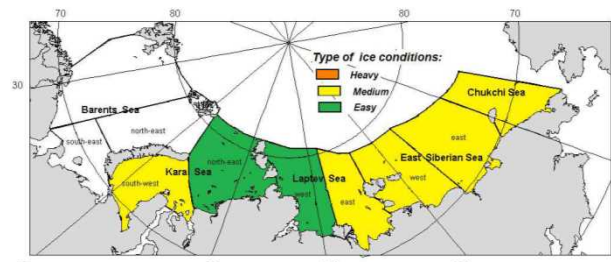 70
80
80
70
30
Type of ice conditions:
Heavy
Medium
Easy
Chukchi Sea
Barents Sea
south-east
north-east
east
East Siberian Sea
west
north-east
Kara Sea
south-west
Laptev Sea
west
east